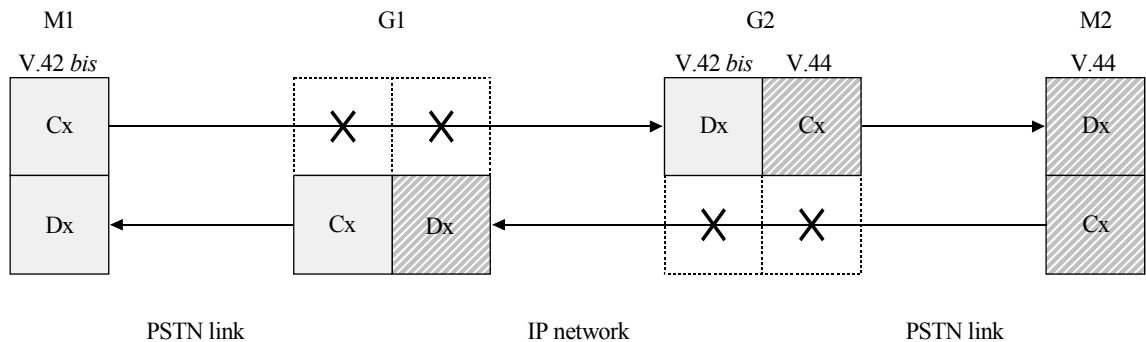 M1 G1 G2 M2
V.42 bis V.42 bis V.44 V.44
Cx Dx Cx Dx
Dx Cx Dx Cx
PSTN link IP network PSTN link